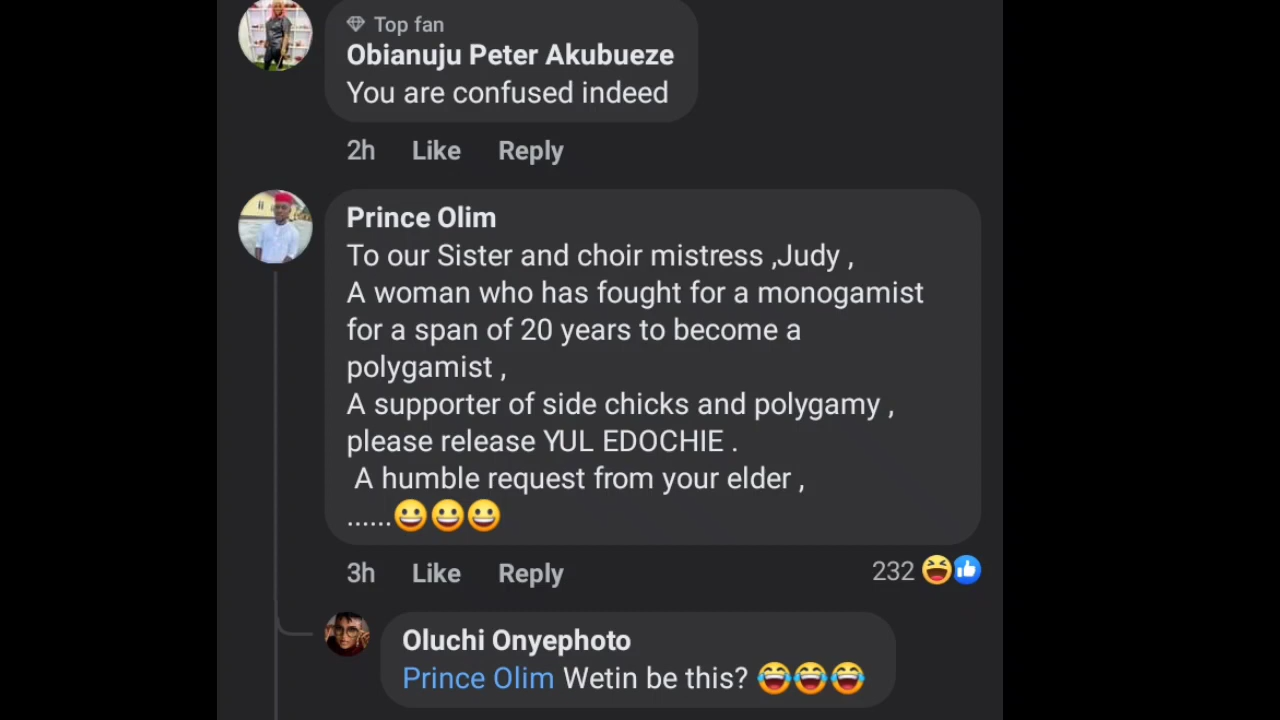 Top fan
Obianuju Peter Akubueze
You are confused indeed
2h Like Reply
Prince Olim
To our Sister and choir mistress ,Judy ,
A woman who has fought for a monogamist
for a span of 20 years to become a
polygamist ,
A supporter of side chicks and polygamy ,
please release YUL EDOCHIE .
A humble request from your elder ,
......😀😀😀
3h Like Reply 232 😆👍
Oluchi Onyephoto
Prince Olim Wetin be this? 😂😂😂